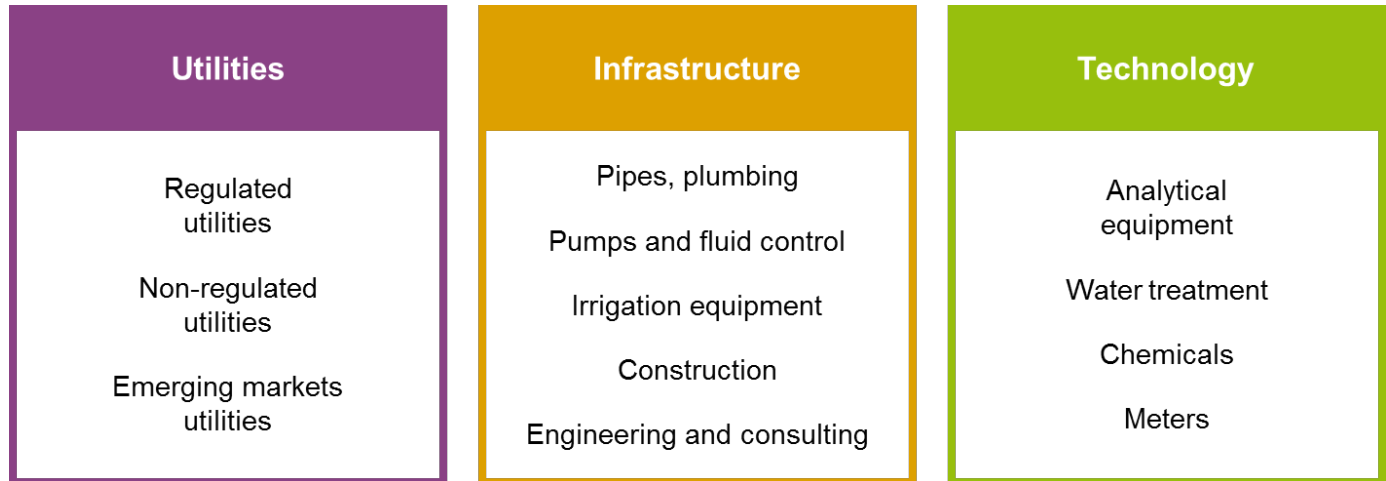 Utilities
Regulated
utilities
Non-regulated
utilities
Emerging markets
utilities
Infrastructure
Pipes, plumbing
Pumps and fluid control
Irrigation equipment
Construction
Engineering and consulting
Technology
Analytical
equipment
Water treatment
Chemicals
Meters